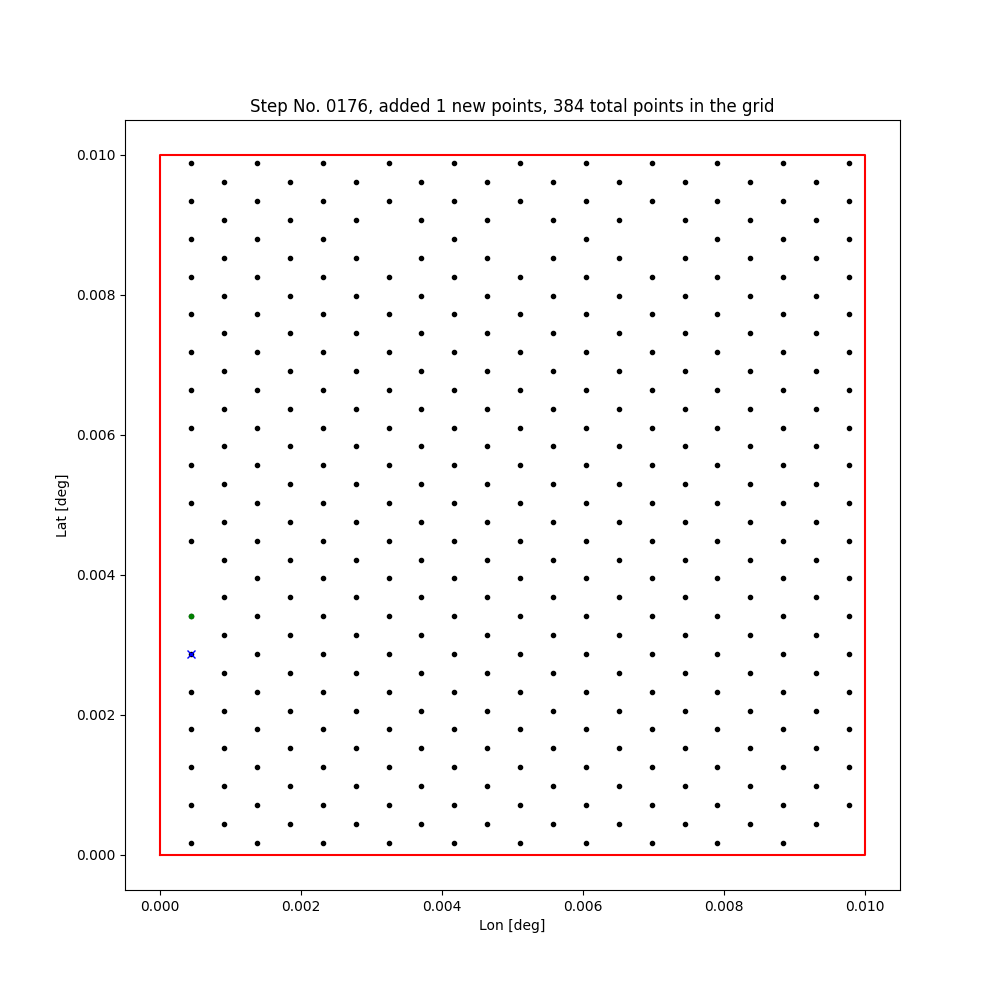 Step No. 0176, added 1 new points, 384 total points in the grid
0.010
0.008
0.006
0.004
0.002
0.000
Lat [deg]
0.000 0.002 0.004 0.006 0.008 0.010
Lon [deg]